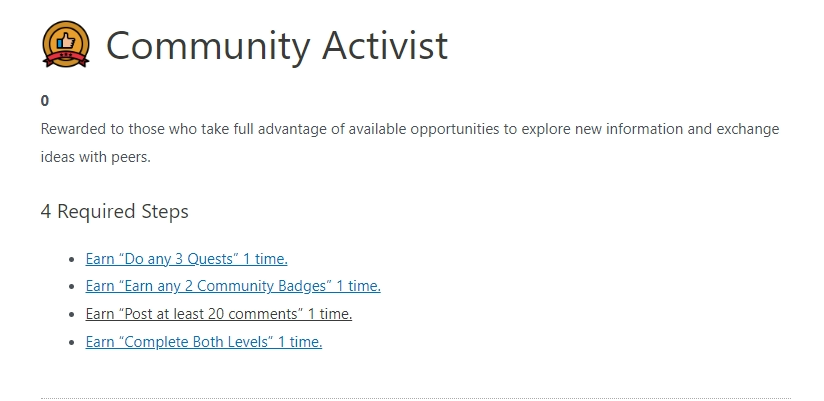 Community Activist
0
Rewarded to those who take full advantage of available opportunities to explore new information and exchange
ideas with peers.
4 Required Steps
Earn “Do any 3 Quests” 1 time.
Earn “Earn any 2 Community Badges” 1 time.
Earn “Post at least 20 comments” 1 time.
Earn “Complete Both Levels” 1 time.